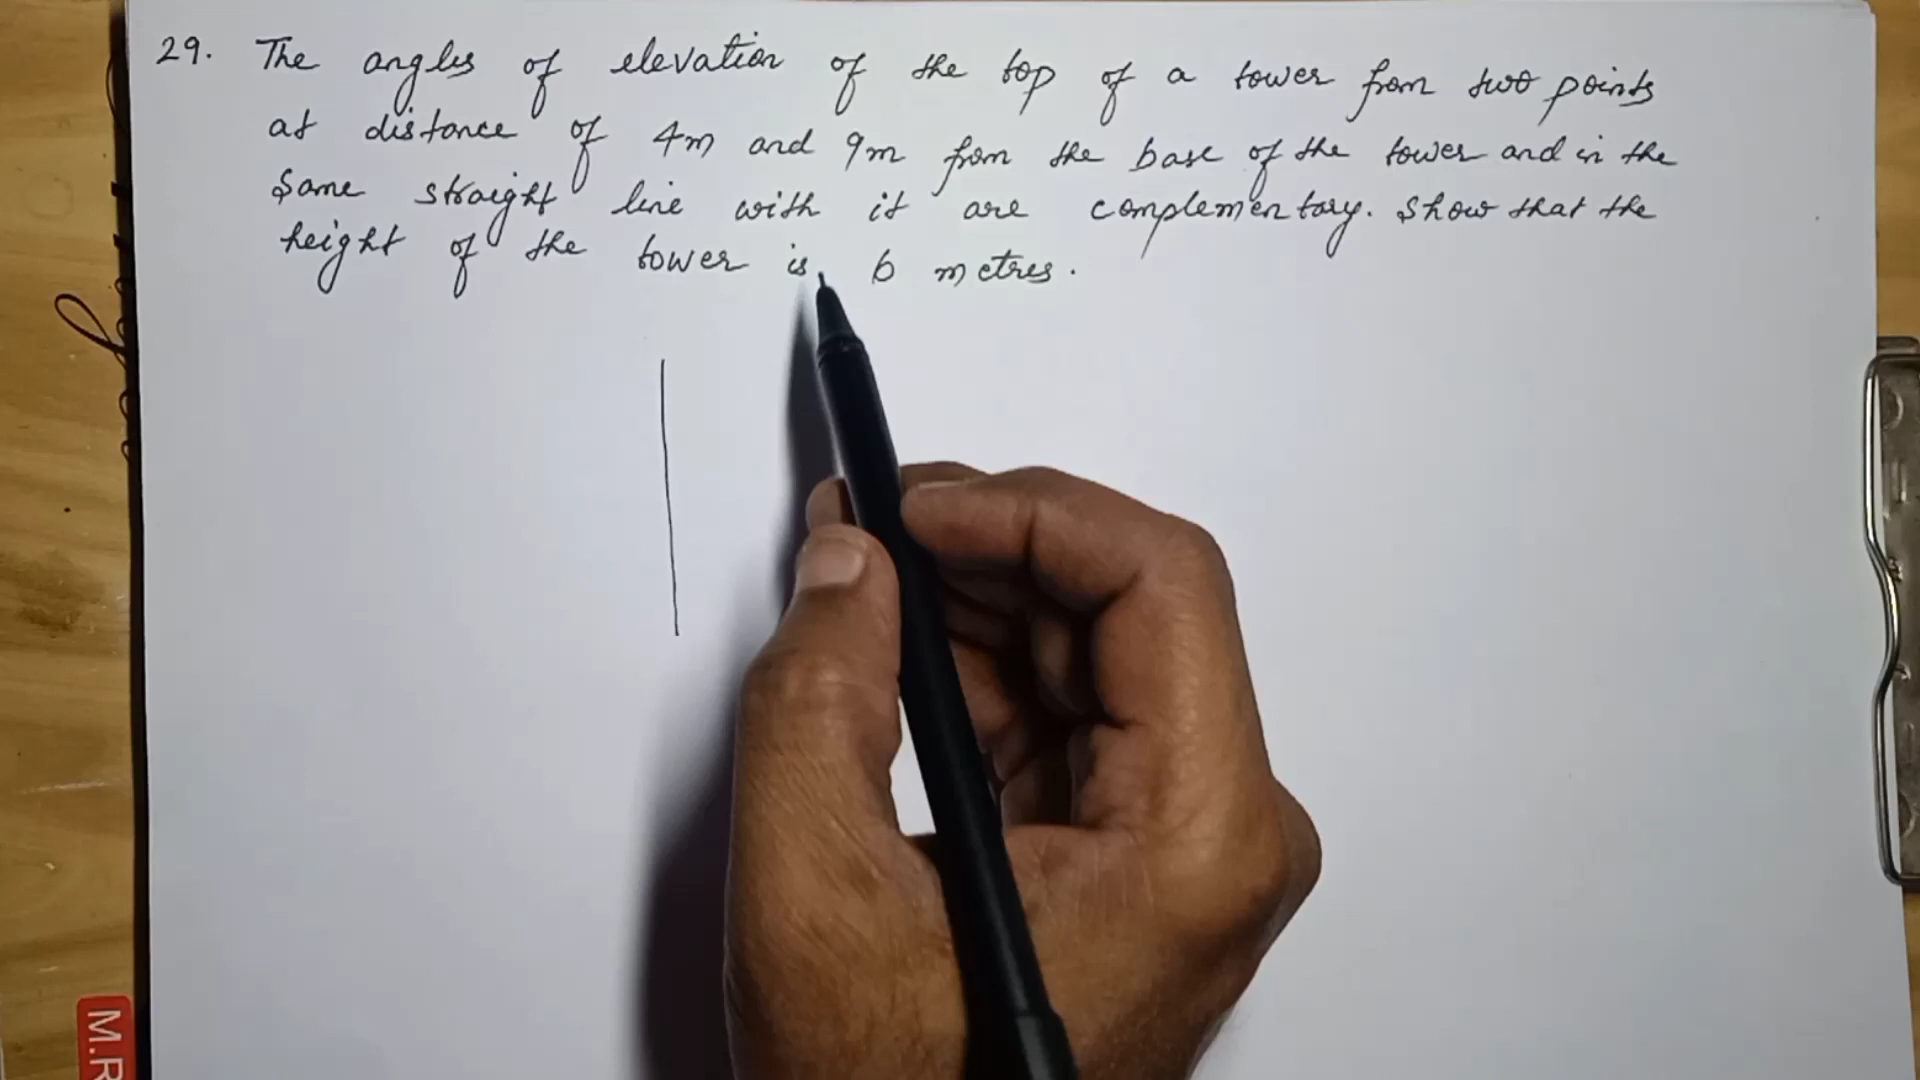 29. The angles of elevation of the top of a tower from two points
at distance of 4m and 9m from the base of the tower and in the
same straight line with it are complementary. Show that the
height of the tower is 6 metres.
M.R